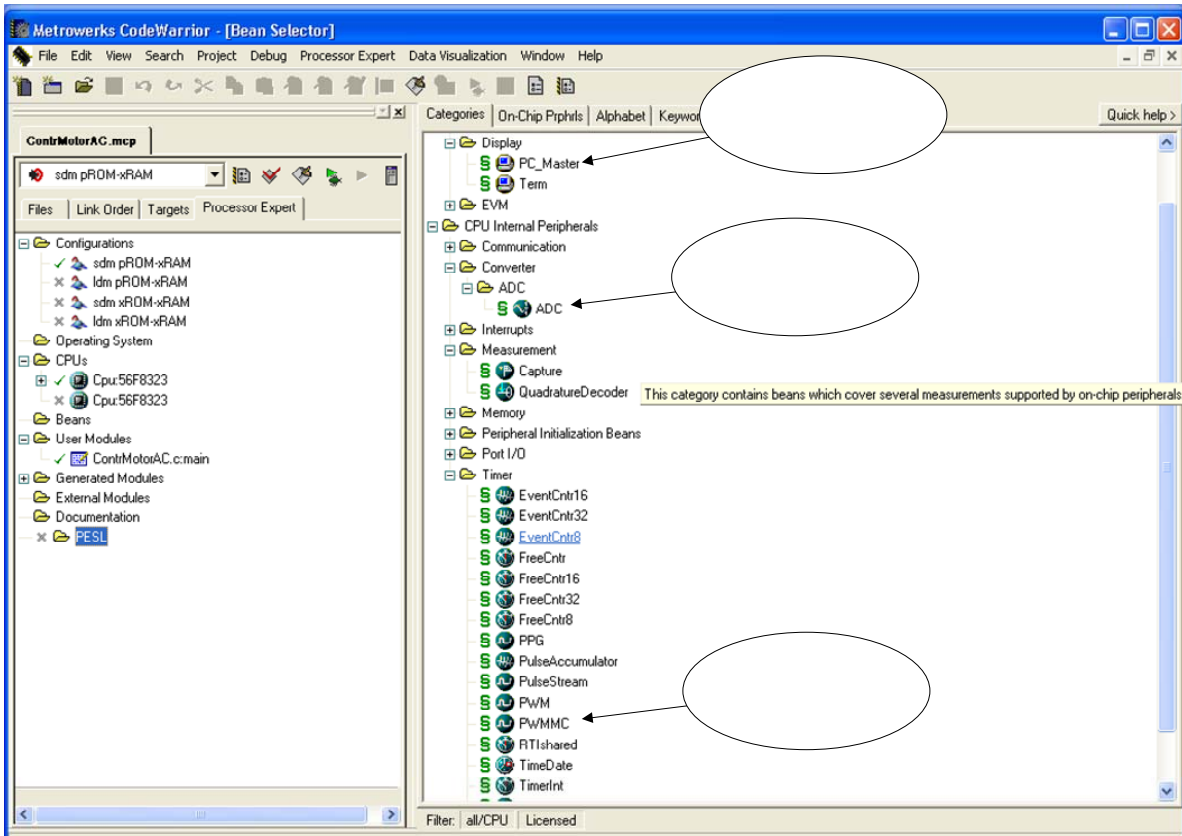 Metrowerks CodeWarrior - [Bean Selector]
File Edit View Search Project Debug Processor Expert Data Visualization Window Help
ContrMotorAC.mcp
sdm pROM-xRAM
Files Link Order Targets Processor Expert
Configurations
sdm pROM-xRAM
ldm pROM-xRAM
sdm xROM-xRAM
ldm xROM-xRAM
Operating System
CPUs
Cpu:56F8323
Cpu:56F8323
Beans
User Modules
ContrMotorAC.c:main
Generated Modules
External Modules
Documentation
PESL
Categories On-Chip Prphrls Alphabet Keywor
Quick help >
Display
PC_Master
Term
EVM
CPU Internal Peripherals
Communication
Converter
ADC
ADC
Interrupts
Measurement
Capture
QuadratureDecoder
This category contains beans which cover several measurements supported by on-chip peripherals
Memory
Peripheral Initialization Beans
Port I/O
Timer
EventCntr16
EventCntr32
EventCntr8
FreeCntr
FreeCntr16
FreeCntr32
FreeCntr8
PPG
PulseAccumulator
PulseStream
PWM
PWMMC
RTIshared
TimeDate
TimerInt
Filter: all/CPU Licensed